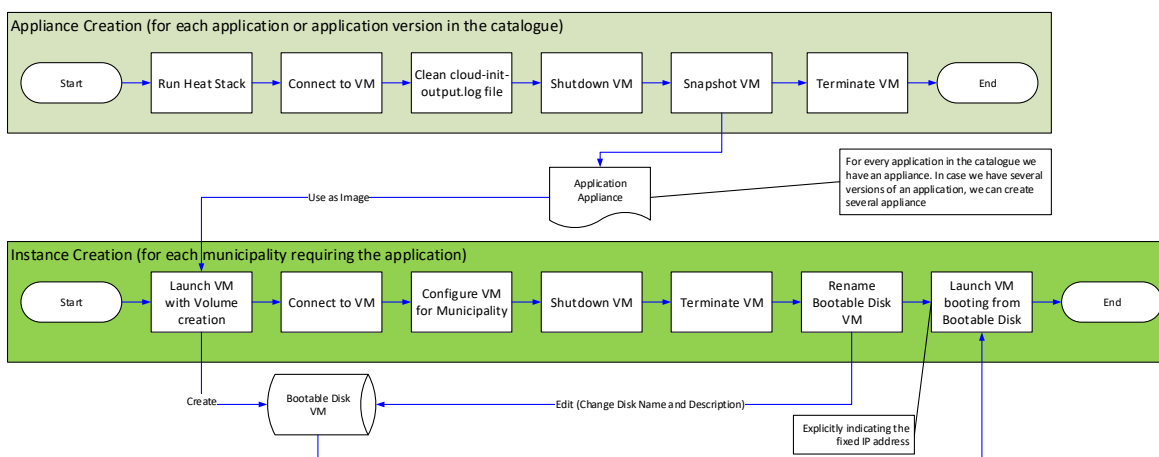 Appliance Creation (for each application or application version in the catalogue)
Start
Run Heat Stack
Connect to VM
Clean cloud-init-
output.log file
Shutdown VM
Snapshot VM
Terminate VM
End
Application
Appliance
For every application in the catalogue we
have an appliance. In case we have several
versions of an application, we can create
several appliance
Use as Image
Instance Creation (for each municipality requiring the application)
Start
Launch VM
with Volume
creation
Connect to VM
Configure VM
for Municipality
Shutdown VM
Terminate VM
Rename
Bootable Disk
VM
Launch VM
booting from
Bootable Disk
End
Create
Bootable Disk
VM
Edit (Change Disk Name and Description)
Explicitly indicating the
fixed IP address